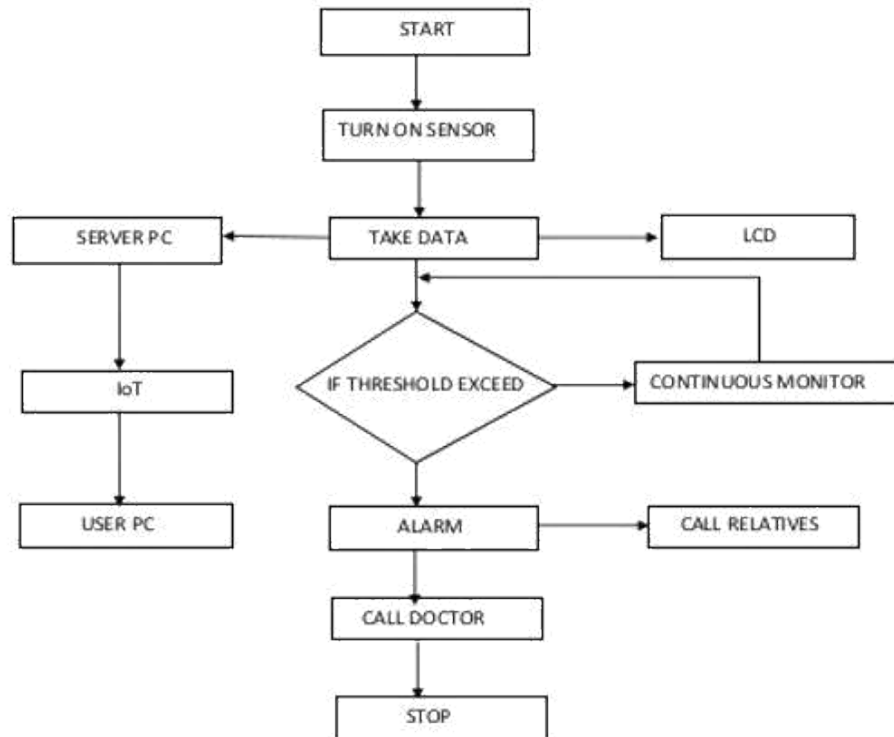 START
TURN ON SENSOR
SERVER PC
TAKE DATA
LCD
IF THRESHOLD EXCEED
CONTINUOUS MONITOR
IoT
USER PC
ALARM
CALL RELATIVES
CALL DOCTOR
STOP